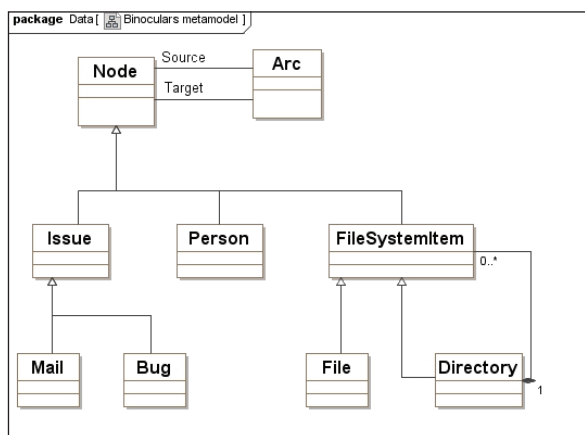 package Data [ Binoculars metamodel ]
Source
Node
Arc
Target
Issue
Person
FileSystemItem
0..*
Mail
Bug
File
Directory
1